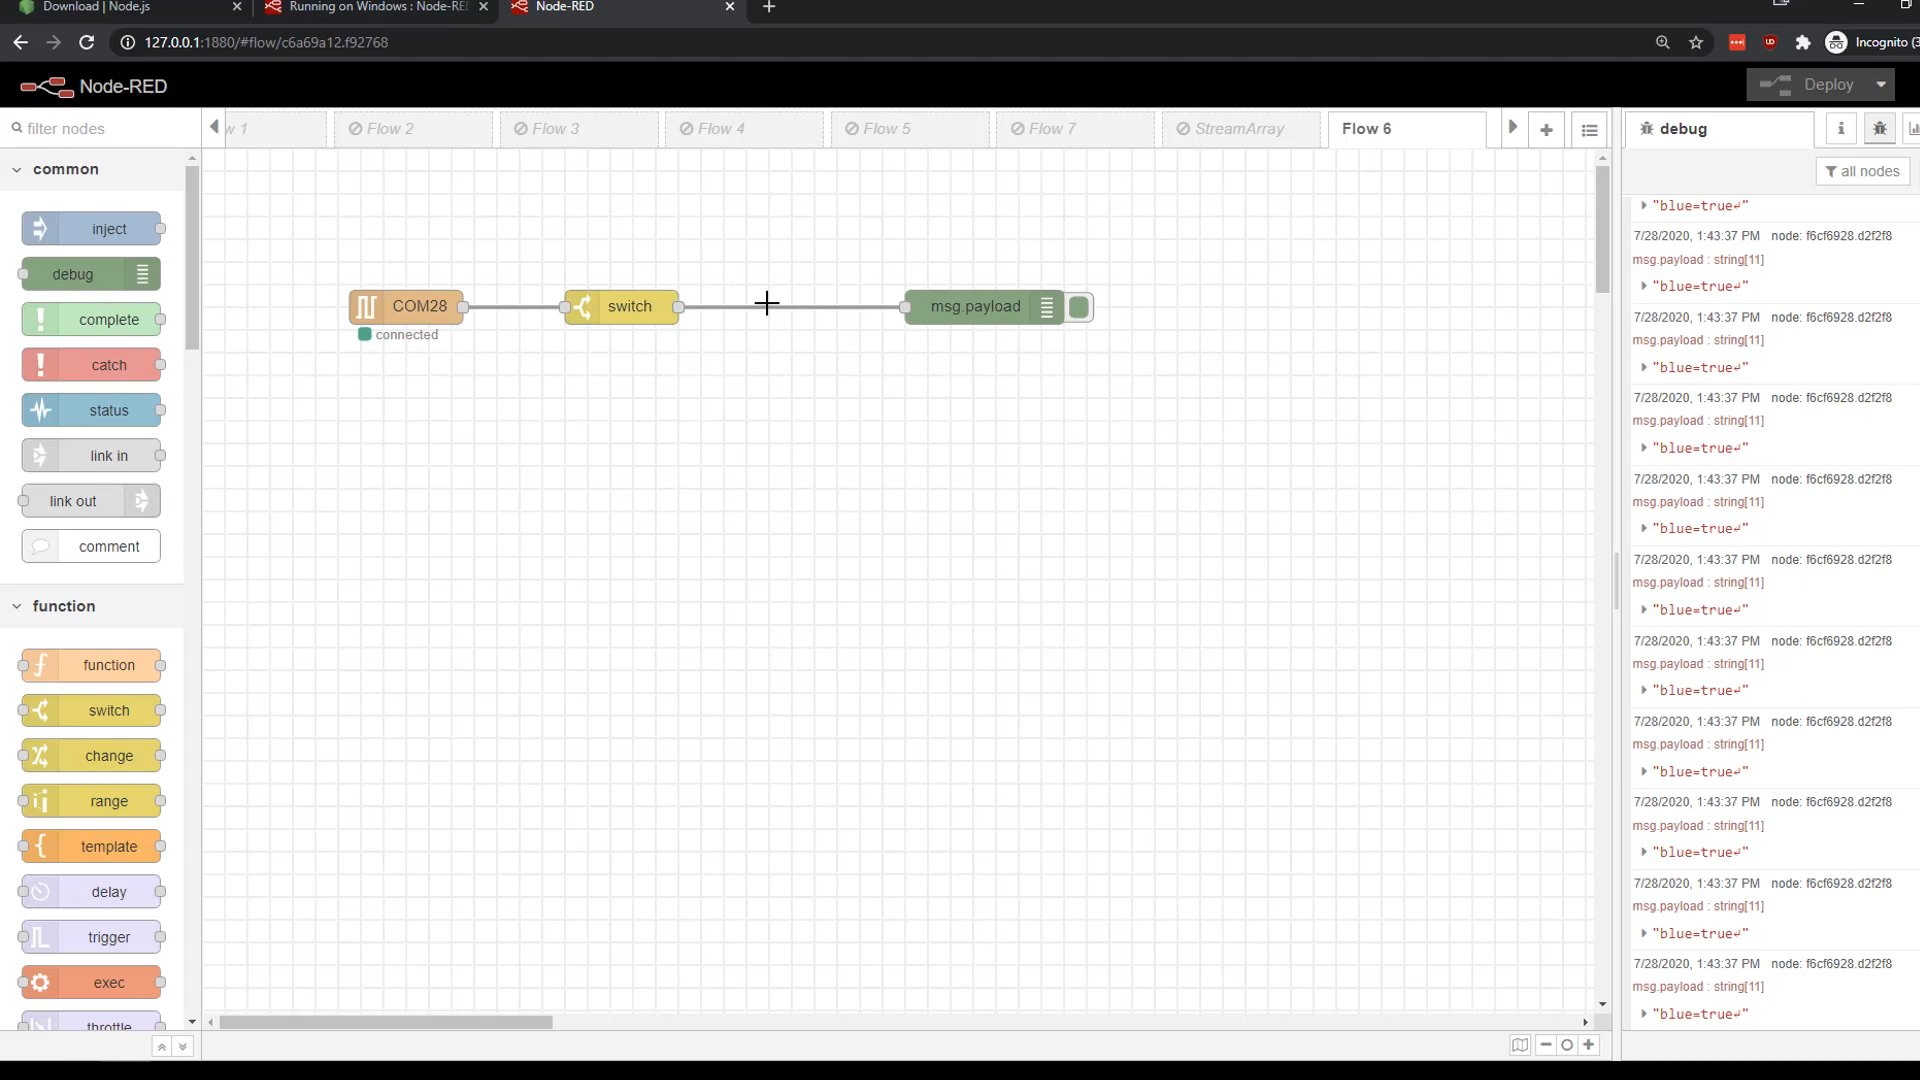 Download | Node.js
Running on Windows : Node-RED
Node-RED
127.0.0.1:1880/#flow/c6a69a12.f92768
Incognito (3
Node-RED
Deploy
filter nodes
w 1
Flow 2
Flow 3
Flow 4
Flow 5
Flow 7
StreamArray
Flow 6
debug
all nodes
common
inject
debug
complete
catch
status
link in
link out
comment
function
function
switch
change
range
template
delay
trigger
exec
throttle
COM28
connected
switch
msg.payload
"blue=true↵"
7/28/2020, 1:43:37 PM node: f6cf6928.d2f2f8
msg.payload : string[11]
"blue=true↵"
7/28/2020, 1:43:37 PM node: f6cf6928.d2f2f8
msg.payload : string[11]
"blue=true↵"
7/28/2020, 1:43:37 PM node: f6cf6928.d2f2f8
msg.payload : string[11]
"blue=true↵"
7/28/2020, 1:43:37 PM node: f6cf6928.d2f2f8
msg.payload : string[11]
"blue=true↵"
7/28/2020, 1:43:37 PM node: f6cf6928.d2f2f8
msg.payload : string[11]
"blue=true↵"
7/28/2020, 1:43:37 PM node: f6cf6928.d2f2f8
msg.payload : string[11]
"blue=true↵"
7/28/2020, 1:43:37 PM node: f6cf6928.d2f2f8
msg.payload : string[11]
"blue=true↵"
7/28/2020, 1:43:37 PM node: f6cf6928.d2f2f8
msg.payload : string[11]
"blue=true↵"
7/28/2020, 1:43:37 PM node: f6cf6928.d2f2f8
msg.payload : string[11]
"blue=true↵"
7/28/2020, 1:43:37 PM node: f6cf6928.d2f2f8
msg.payload : string[11]
"blue=true↵"